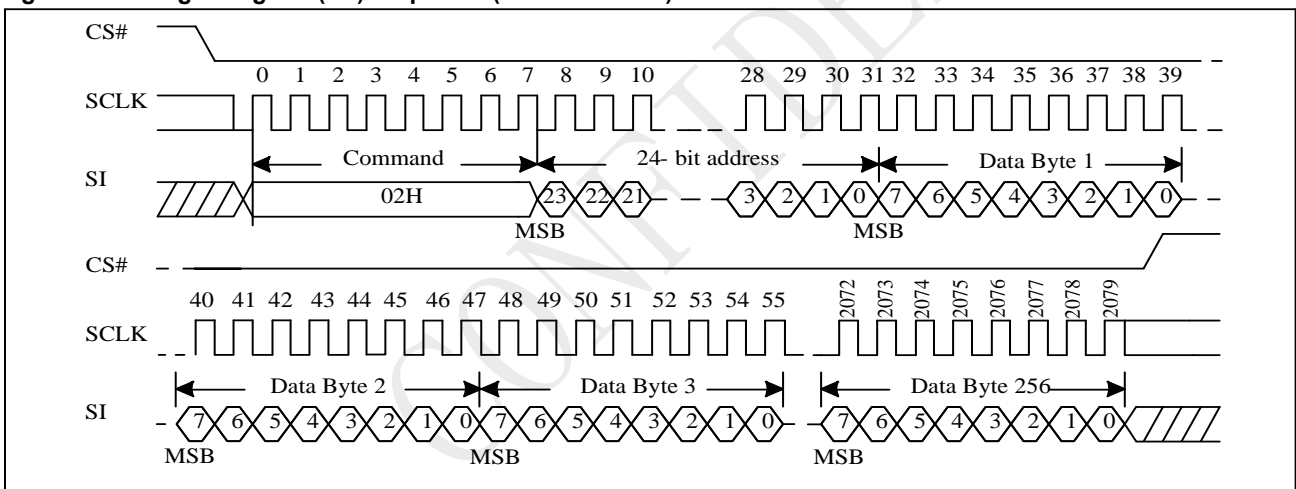 CS#
0 1 2 3 4 5 6 7 8 9 10 28 29 30 31 32 33 34 35 36 37 38 39
SCLK
Command 24- bit address Data Byte 1
SI
02H 23 22 21 3 2 1 0 7 6 5 4 3 2 1 0
MSB MSB
CS#
40 41 42 43 44 45 46 47 48 49 50 51 52 53 54 55 2072 2073 2074 2075 2076 2077 2078 2079
SCLK
Data Byte 2 Data Byte 3 Data Byte 256
SI
7 6 5 4 3 2 1 0 7 6 5 4 3 2 1 0 7 6 5 4 3 2 1 0
MSB MSB MSB